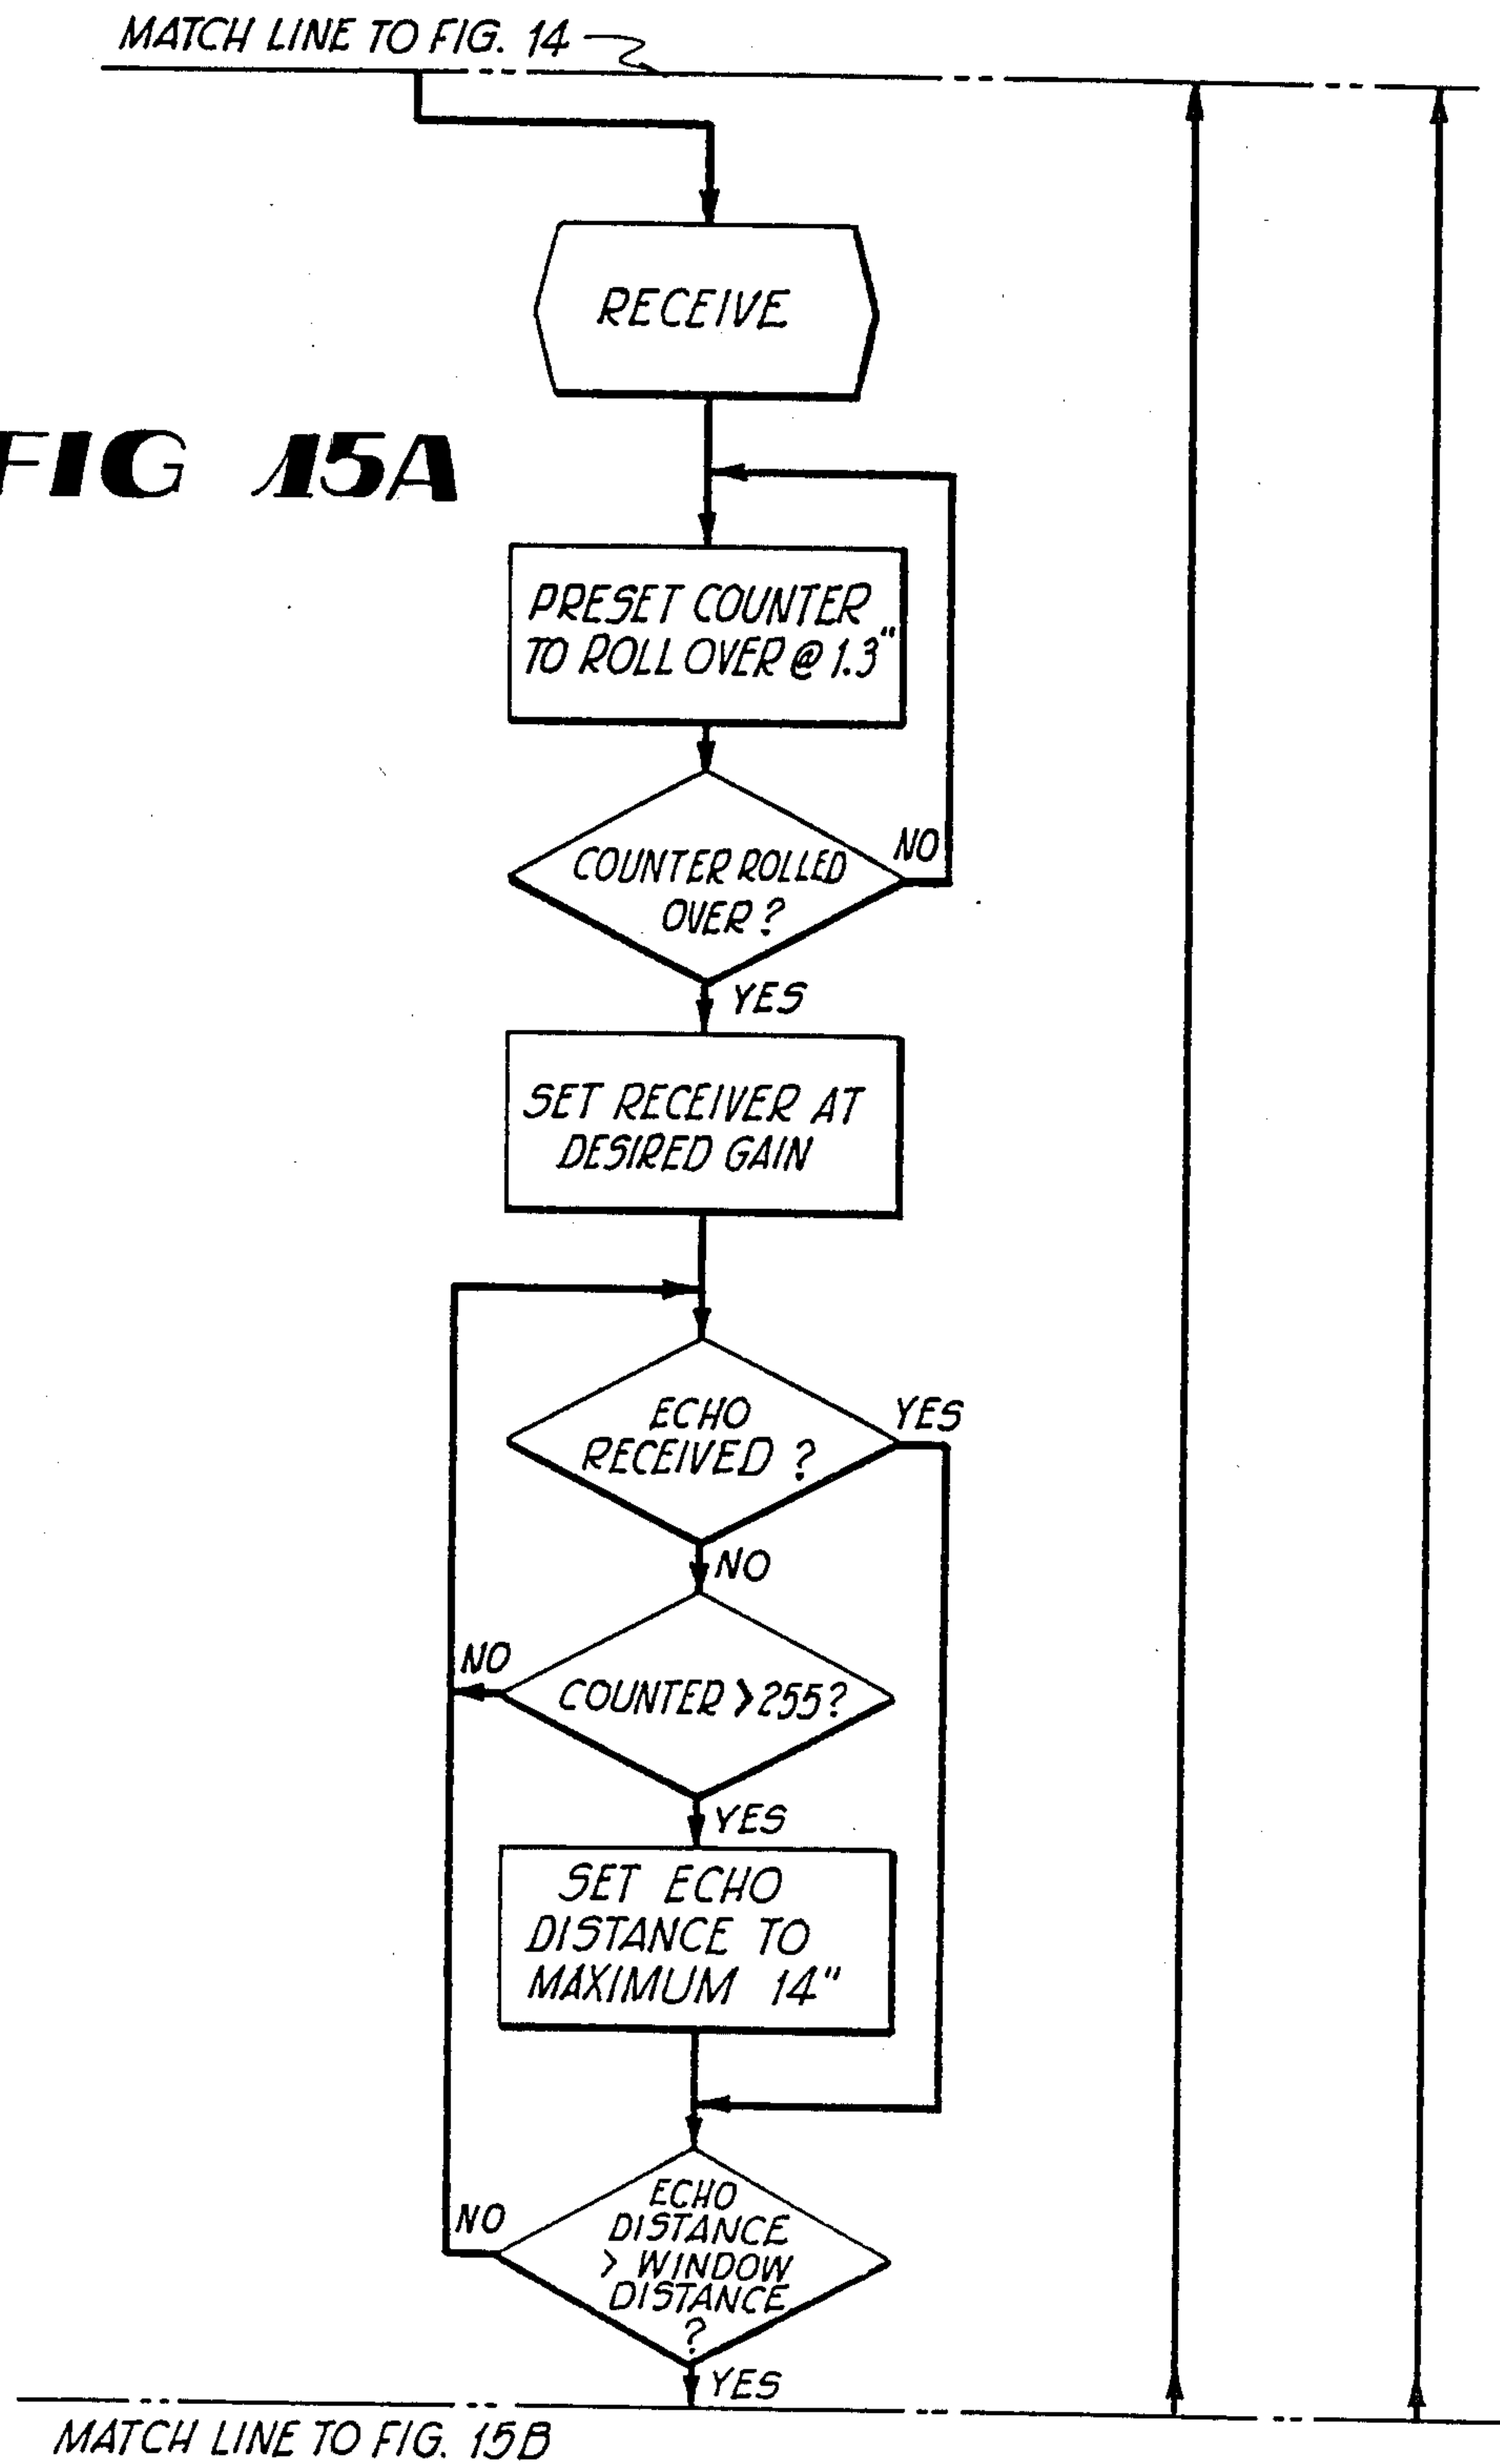 MATCH LINE TO FIG. 14
RECEIVE
FIG 15A
PRESET COUNTER
TO ROLL OVER @ 1.3"
COUNTER ROLLED
OVER ?
NO
YES
SET RECEIVER AT
DESIRED GAIN
ECHO
RECEIVED ?
YES
NO
COUNTER > 255?
NO
YES
SET ECHO
DISTANCE TO
MAXIMUM 14"
ECHO
DISTANCE
> WINDOW
DISTANCE
?
NO
YES
MATCH LINE TO FIG. 15B